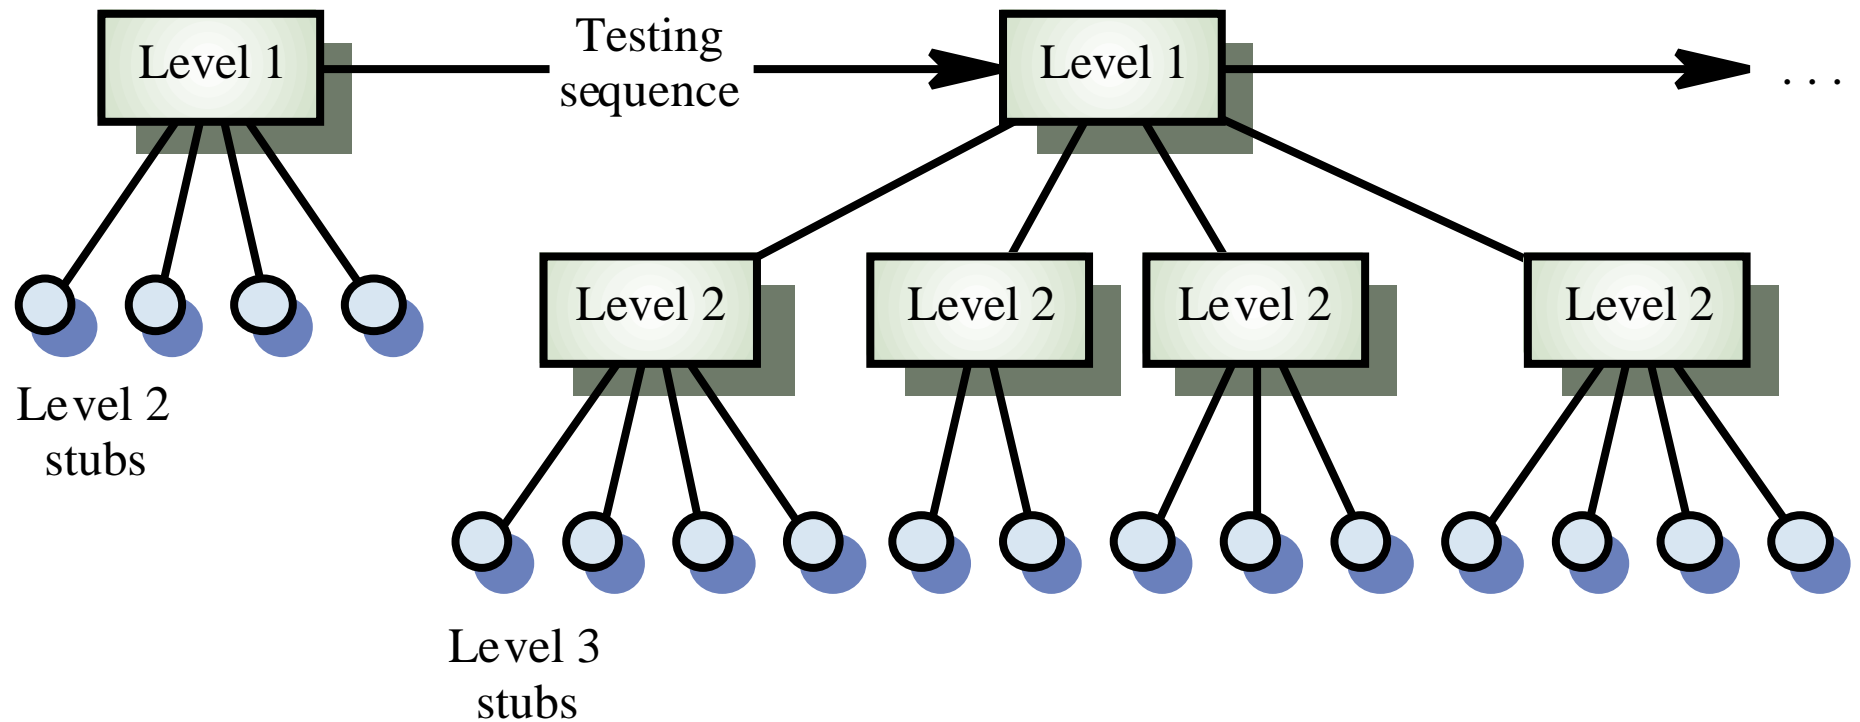 Level 1
Testing
sequence
Level 1
. . .
Level 2
Level 2
Level 2
Level 2
Level 2
stubs
Level 3
stubs